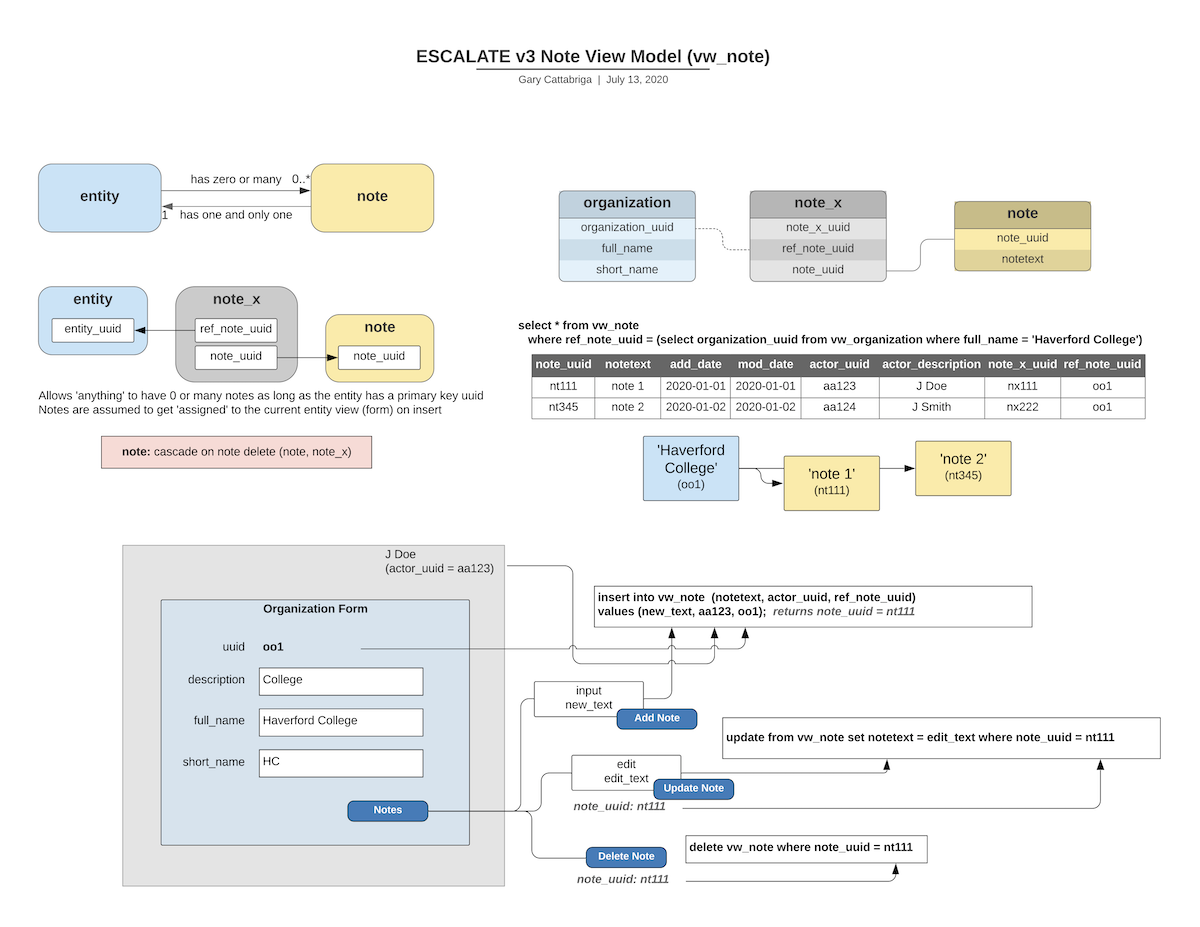 ESCALATE v3 Note View Model (vw_note)
Gary Cattabriga | July 13, 2020
entity
has zero or many 0..*
1 has one and only one
note
entity
entity_uuid
note_x
ref_note_uuid
note_uuid
note
note_uuid
Allows 'anything' to have 0 or many notes as long as the entity has a primary key uuid
Notes are assumed to get 'assigned' to the current entity view (form) on insert
note: cascade on note delete (note, note_x)
organization
organization_uuid
full_name
short_name
note_x
note_x_uuid
ref_note_uuid
note_uuid
note
note_uuid
notetext
select * from vw_note
where ref_note_uuid = (select organization_uuid from vw_organization where full_name = 'Haverford College')
note_uuid notetext add_date mod_date actor_uuid actor_description note_x_uuid ref_note_uuid
nt111 note 1 2020-01-01 2020-01-01 aa123 J Doe nx111 oo1
nt345 note 2 2020-01-02 2020-01-02 aa124 J Smith nx222 oo1
'Haverford
College'
(oo1)
'note 1'
(nt111)
'note 2'
(nt345)
J Doe
(actor_uuid = aa123)
Organization Form
uuid oo1
description College
full_name Haverford College
short_name HC
Notes
insert into vw_note (notetext, actor_uuid, ref_note_uuid)
values (new_text, aa123, oo1); returns note_uuid = nt111
input
new_text
Add Note
update from vw_note set notetext = edit_text where note_uuid = nt111
edit
edit_text
Update Note
note_uuid: nt111
delete vw_note where note_uuid = nt111
Delete Note
note_uuid: nt111